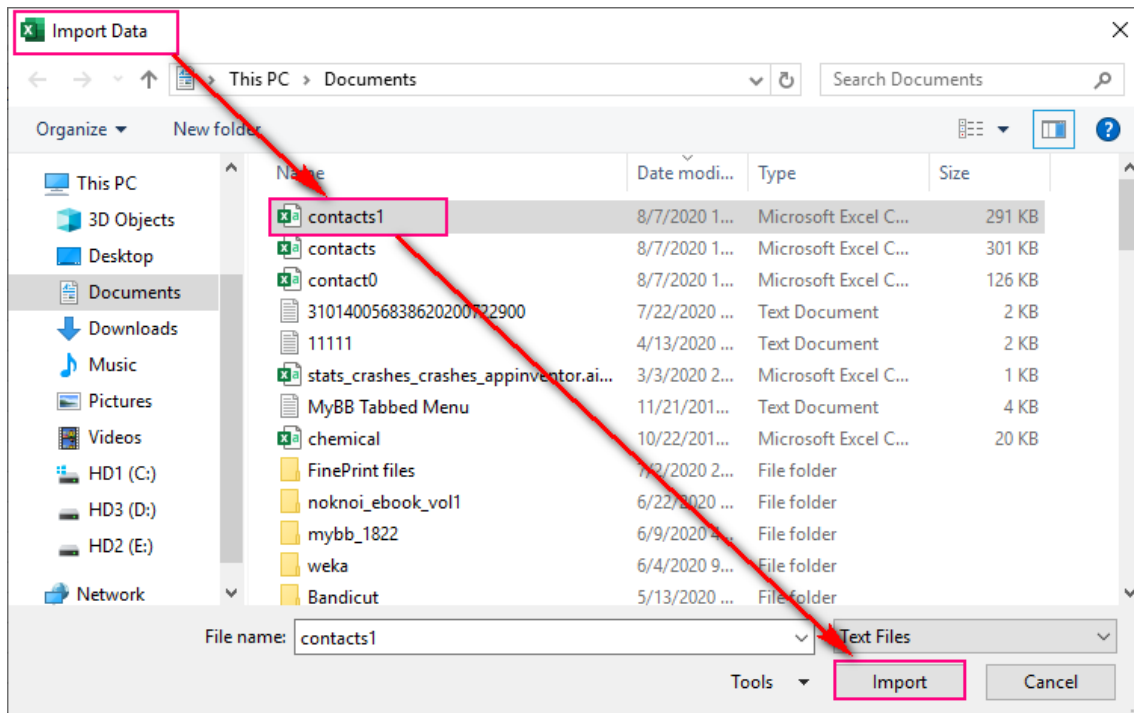 Import Data
This PC > Documents
Search Documents
Organize
New folder
Name Date modi... Type Size
This PC
3D Objects
Desktop
Documents
Downloads
Music
Pictures
Videos
HD1 (C:)
HD3 (D:)
HD2 (E:)
Network
contacts1 8/7/2020 1... Microsoft Excel C... 291 KB
contacts 8/7/2020 1... Microsoft Excel C... 301 KB
contact0 8/7/2020 1... Microsoft Excel C... 126 KB
310140056838620200722900 7/22/2020 ... Text Document 2 KB
11111 4/13/2020 ... Text Document 2 KB
stats_crashes_crashes_appinventor.ai... 3/3/2020 2... Microsoft Excel C... 1 KB
MyBB Tabbed Menu 11/21/201... Text Document 4 KB
chemical 10/22/201... Microsoft Excel C... 20 KB
FinePrint files 7/2/2020 2... File folder
noknoi_ebook_vol1 6/22/2020 ... File folder
mybb_1822 6/9/2020 4... File folder
weka 6/4/2020 9... File folder
Bandicut 5/13/2020 ... File folder
File name: contacts1 Text Files
Tools Import Cancel